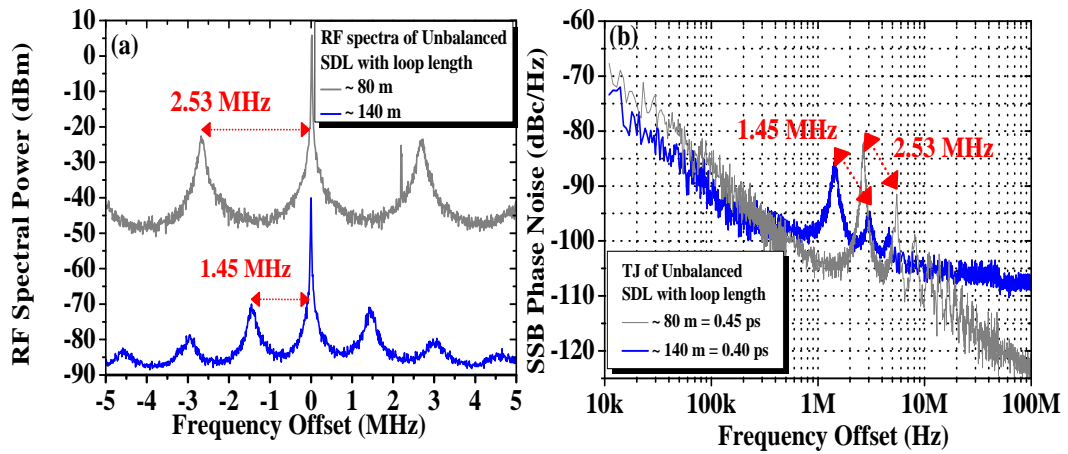 (a)
RF spectra of Unbalanced
SDL with loop length
~ 80 m
~ 140 m
2.53 MHz
1.45 MHz
RF Spectral Power (dBm)
20
10
0
-10
-20
-30
-40
-50
-60
-70
-80
-90
-5 -4 -3 -2 -1 0 1 2 3 4 5
Frequency Offset (MHz)
(b)
1.45 MHz
2.53 MHz
TJ of Unbalanced
SDL with loop length
~ 80 m = 0.45 ps
~ 140 m = 0.40 ps
SSB Phase Noise (dBc/Hz)
-60
-70
-80
-90
-100
-110
-120
10k 100k 1M 10M 100M
Frequency Offset (Hz)